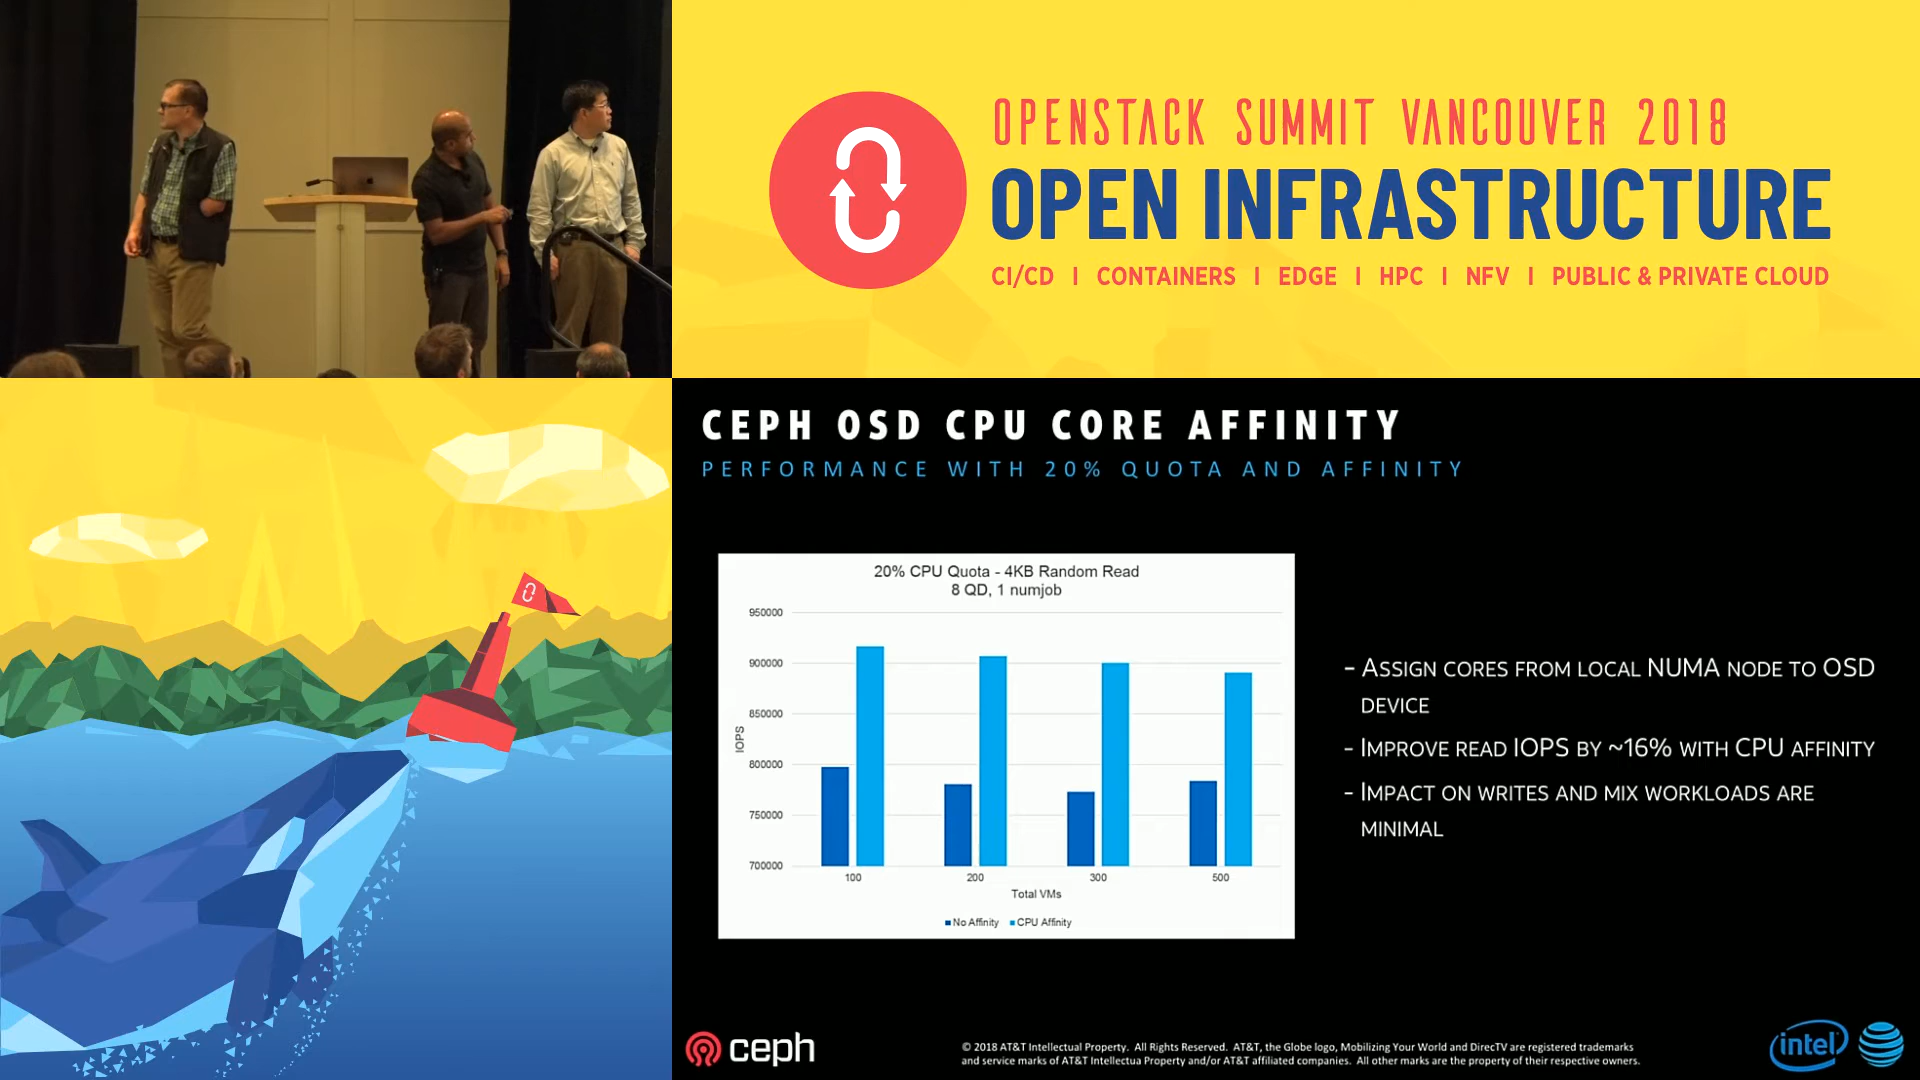 OPENSTACK SUMMIT VANCOUVER 2018
OPEN INFRASTRUCTURE
CI/CD | CONTAINERS | EDGE | HPC | NFV | PUBLIC & PRIVATE CLOUD
CEPH OSD CPU CORE AFFINITY
PERFORMANCE WITH 20% QUOTA AND AFFINITY
20% CPU Quota - 4KB Random Read
8 QD, 1 numjob
950000
900000
850000
800000
750000
700000
IOPS
100 200 300 500
Total VMs
No Affinity CPU Affinity
- ASSIGN CORES FROM LOCAL NUMA NODE TO OSD
DEVICE
- IMPROVE READ IOPS BY ~16% WITH CPU AFFINITY
- IMPACT ON WRITES AND MIX WORKLOADS ARE
MINIMAL
ceph
© 2018 AT&T Intellectual Property. All Rights Reserved. AT&T, the Globe logo, Mobilizing Your World and DirecTV are registered trademarks
and service marks of AT&T Intellectua Property and/or AT&T affiliated companies. All other marks are the property of their respective owners.
intel